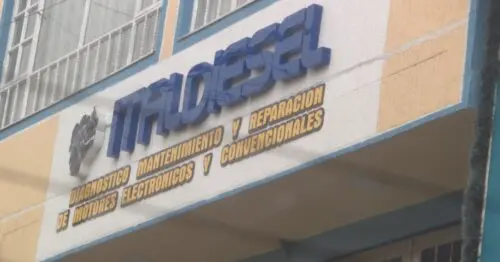 ITALDIESEL
DIAGNOSTICO MANTENIMIENTO Y REPARACION
DE MOTORES ELECTRONICOS Y CONVENCIONALES